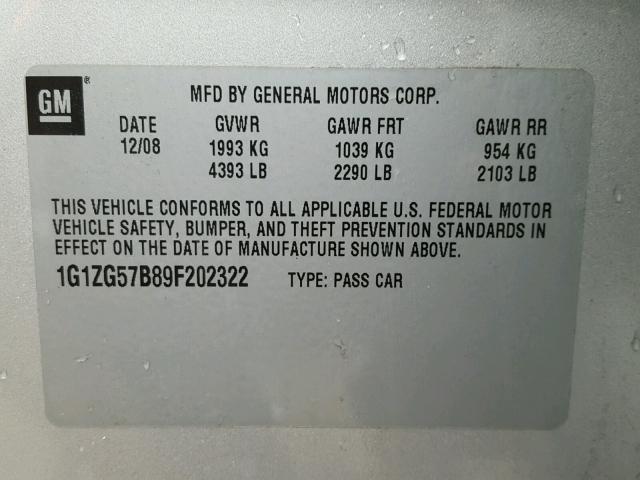 GM®
MFD BY GENERAL MOTORS CORP.
DATE GVWR GAWR FRT GAWR RR
12/08 1993 KG 1039 KG 954 KG
4393 LB 2290 LB 2103 LB
THIS VEHICLE CONFORMS TO ALL APPLICABLE U.S. FEDERAL MOTOR
VEHICLE SAFETY, BUMPER, AND THEFT PREVENTION STANDARDS IN
EFFECT ON THE DATE OF MANUFACTURE SHOWN ABOVE.
1G1ZG57B89F202322 TYPE: PASS CAR